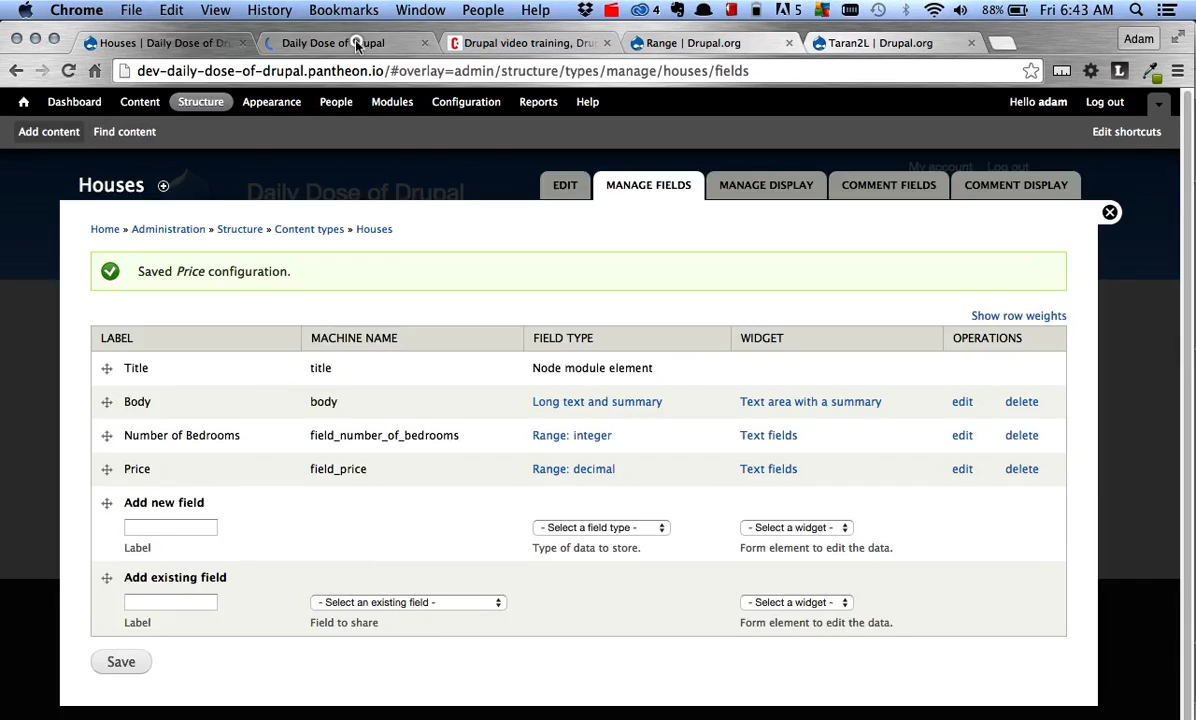 Chrome File Edit View History Bookmarks Window People Help 4 5 88% Fri 6:43 AM
Houses | Daily Dose of Dr Daily Dose of Drupal Drupal video training, Dru Range | Drupal.org Taran2L | Drupal.org Adam
dev-daily-dose-of-drupal.pantheon.io/#overlay=admin/structure/types/manage/houses/fields
Dashboard Content Structure Appearance People Modules Configuration Reports Help Hello adam Log out
Add content Find content Edit shortcuts
My account Log out
Daily Dose of Drupal
Houses EDIT MANAGE FIELDS MANAGE DISPLAY COMMENT FIELDS COMMENT DISPLAY
Home » Administration » Structure » Content types » Houses
Saved Price configuration.
Show row weights
LABEL MACHINE NAME FIELD TYPE WIDGET OPERATIONS
Title title Node module element
Body body Long text and summary Text area with a summary edit delete
Number of Bedrooms field_number_of_bedrooms Range: integer Text fields edit delete
Price field_price Range: decimal Text fields edit delete
Add new field
- Select a field type - - Select a widget -
Label Type of data to store. Form element to edit the data.
Add existing field
- Select an existing field - - Select a widget -
Label Field to share Form element to edit the data.
Save